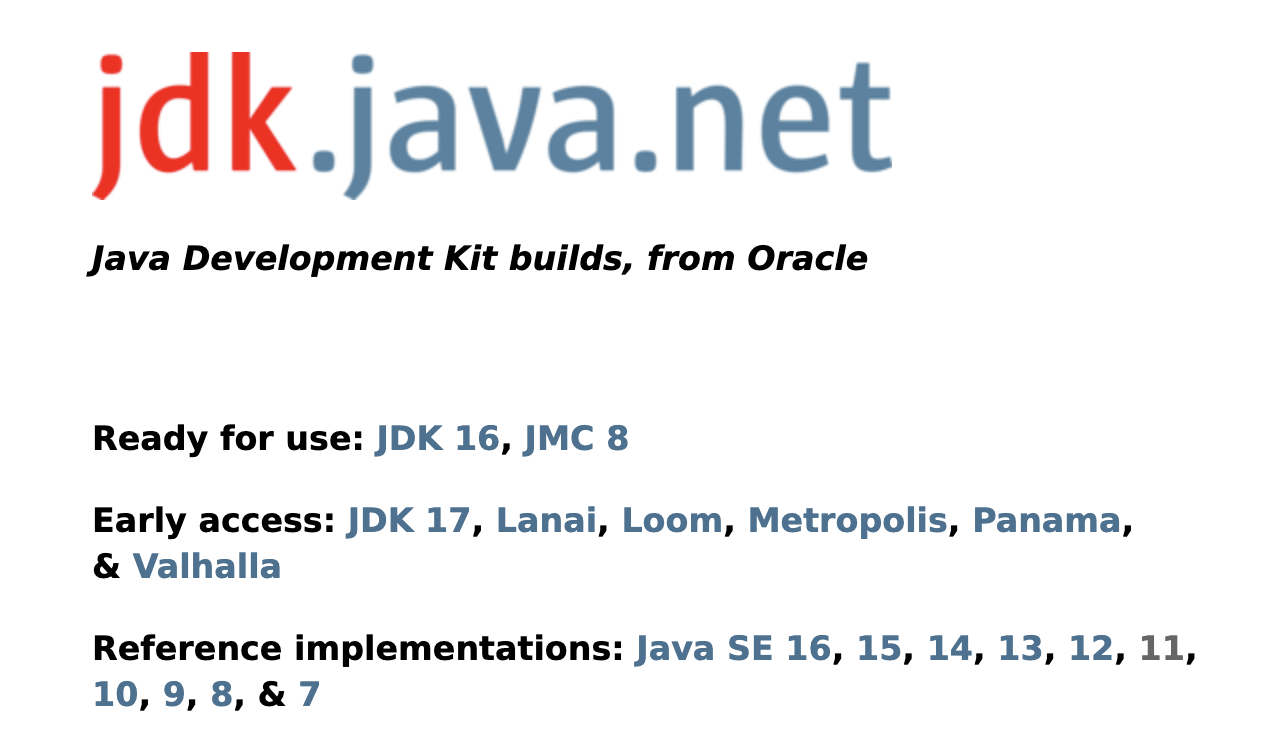 jdk.java.net
Java Development Kit builds, from Oracle
Ready for use: JDK 16, JMC 8
Early access: JDK 17, Lanai, Loom, Metropolis, Panama,
& Valhalla
Reference implementations: Java SE 16, 15, 14, 13, 12, 11,
10, 9, 8, & 7